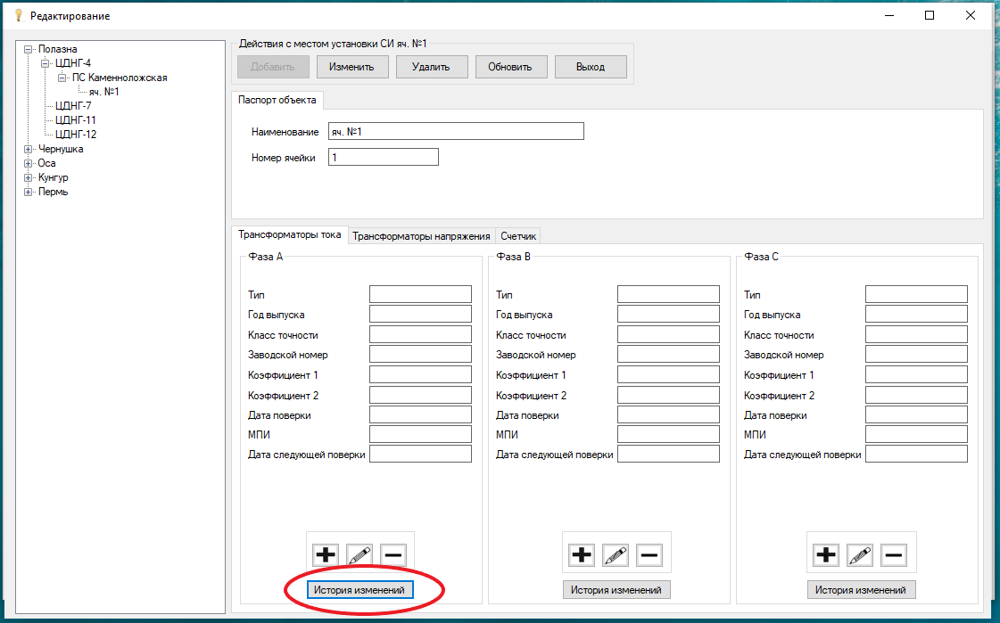 Редактирование
Полазна
ЦДНГ-4
ПС Каменноложская
яч. №1
ЦДНГ-7
ЦДНГ-11
ЦДНГ-12
Чернушка
Оса
Кунгур
Пермь
Действия с местом установки СИ яч. №1
Добавить Изменить Удалить Обновить Выход
Паспорт объекта
Наименование яч. №1
Номер ячейки 1
Трансформаторы тока Трансформаторы напряжения Счетчик
Фаза А
Тип
Год выпуска
Класс точности
Заводской номер
Коэффициент 1
Коэффициент 2
Дата поверки
МПИ
Дата следующей поверки
История изменений
Фаза В
Тип
Год выпуска
Класс точности
Заводской номер
Коэффициент 1
Коэффициент 2
Дата поверки
МПИ
Дата следующей поверки
История изменений
Фаза С
Тип
Год выпуска
Класс точности
Заводской номер
Коэффициент 1
Коэффициент 2
Дата поверки
МПИ
Дата следующей поверки
История изменений